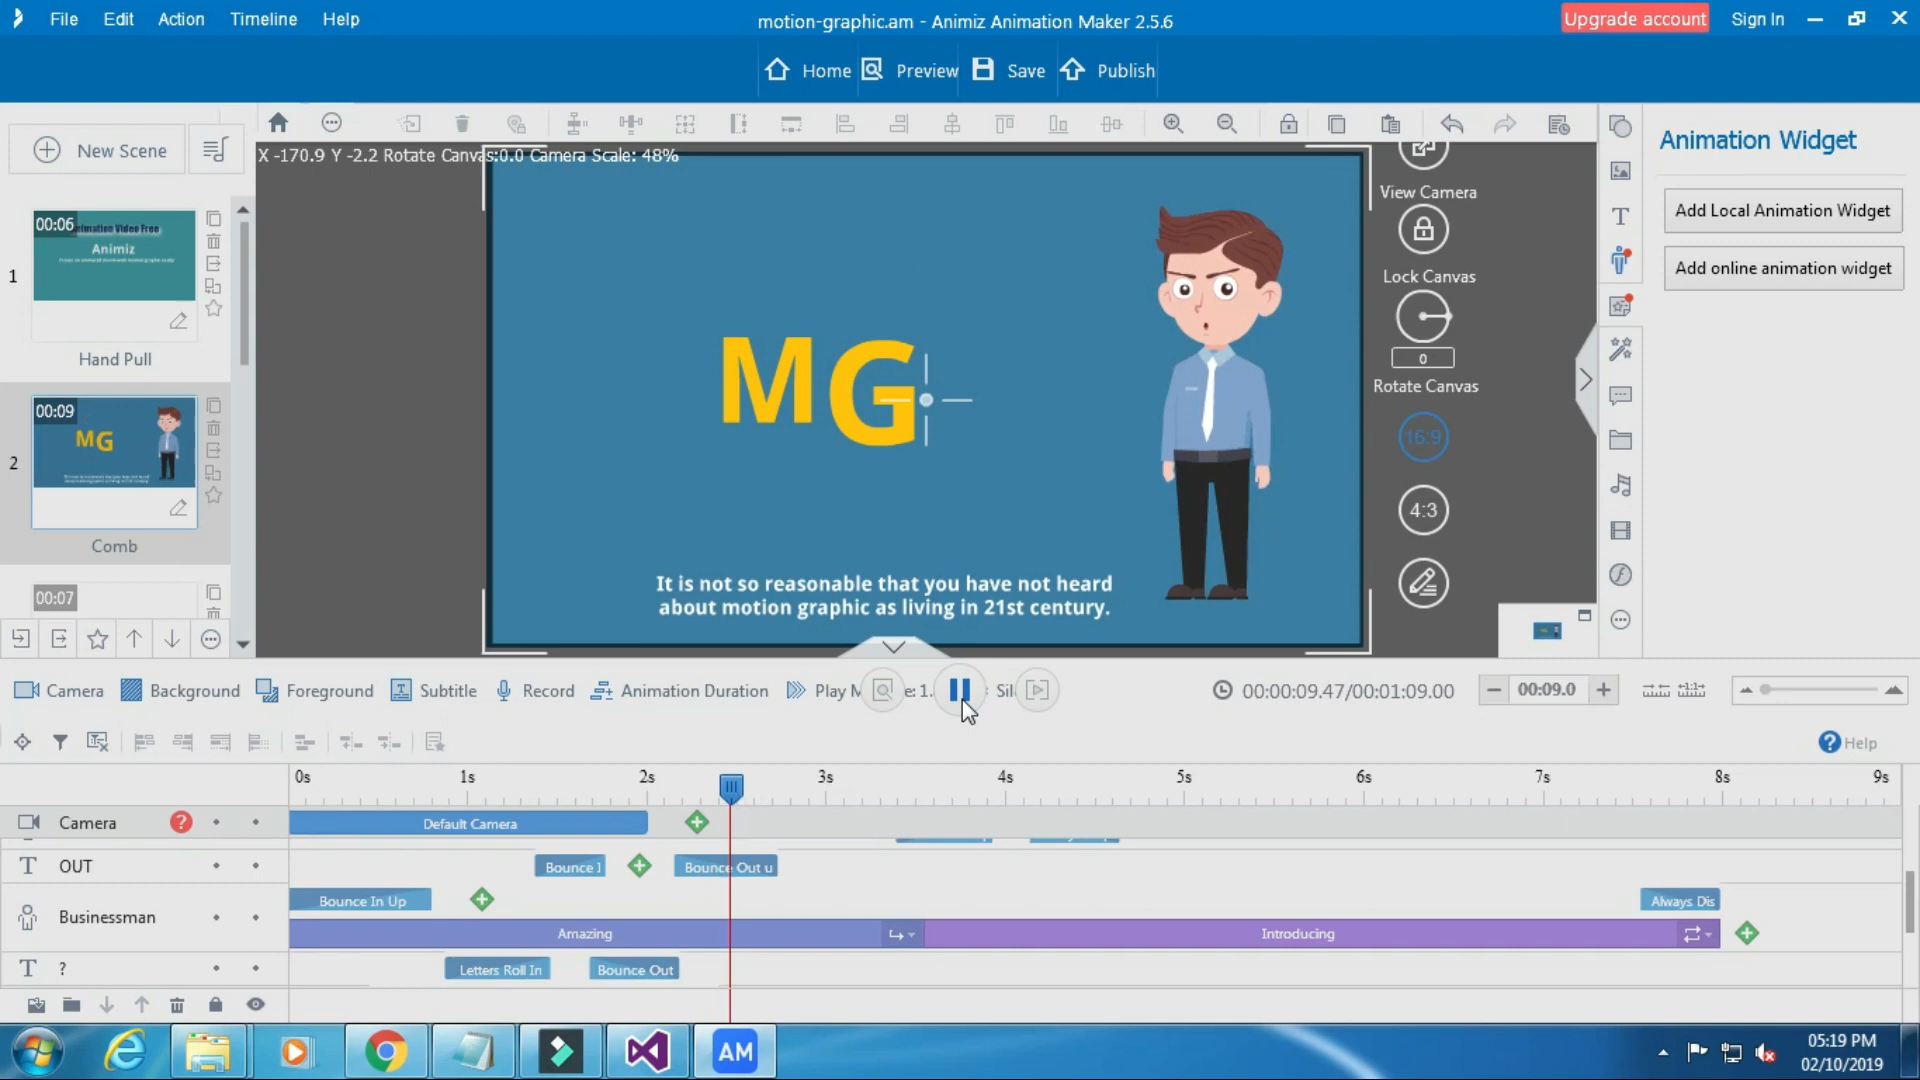 File Edit Action Timeline Help
motion-graphic.am - Animiz Animation Maker 2.5.6
Upgrade account Sign In
Home Preview Save Publish
New Scene
X -170.9 Y -2.2 Rotate Canvas:0.0 Camera Scale: 48%
Animation Widget
Add Local Animation Widget
Add online animation widget
1
00:06
Animation Video Free
Animiz
Hand Pull
2
00:09
MG
Comb
00:07
MG
It is not so reasonable that you have not heard
about motion graphic as living in 21st century.
View Camera
Lock Canvas
0
Rotate Canvas
16:9
4:3
Camera Background Foreground Subtitle Record Animation Duration Play M e: 1. : Sil
00:00:09.47/00:01:09.00
00:09.0
Help
0s 1s 2s 3s 4s 5s 6s 7s 8s 9s
Camera ? Default Camera
OUT Bounce I Bounce Out u
Businessman Bounce In Up Always Dis
Amazing Introducing
? Letters Roll In Bounce Out
AM
05:19 PM
02/10/2019